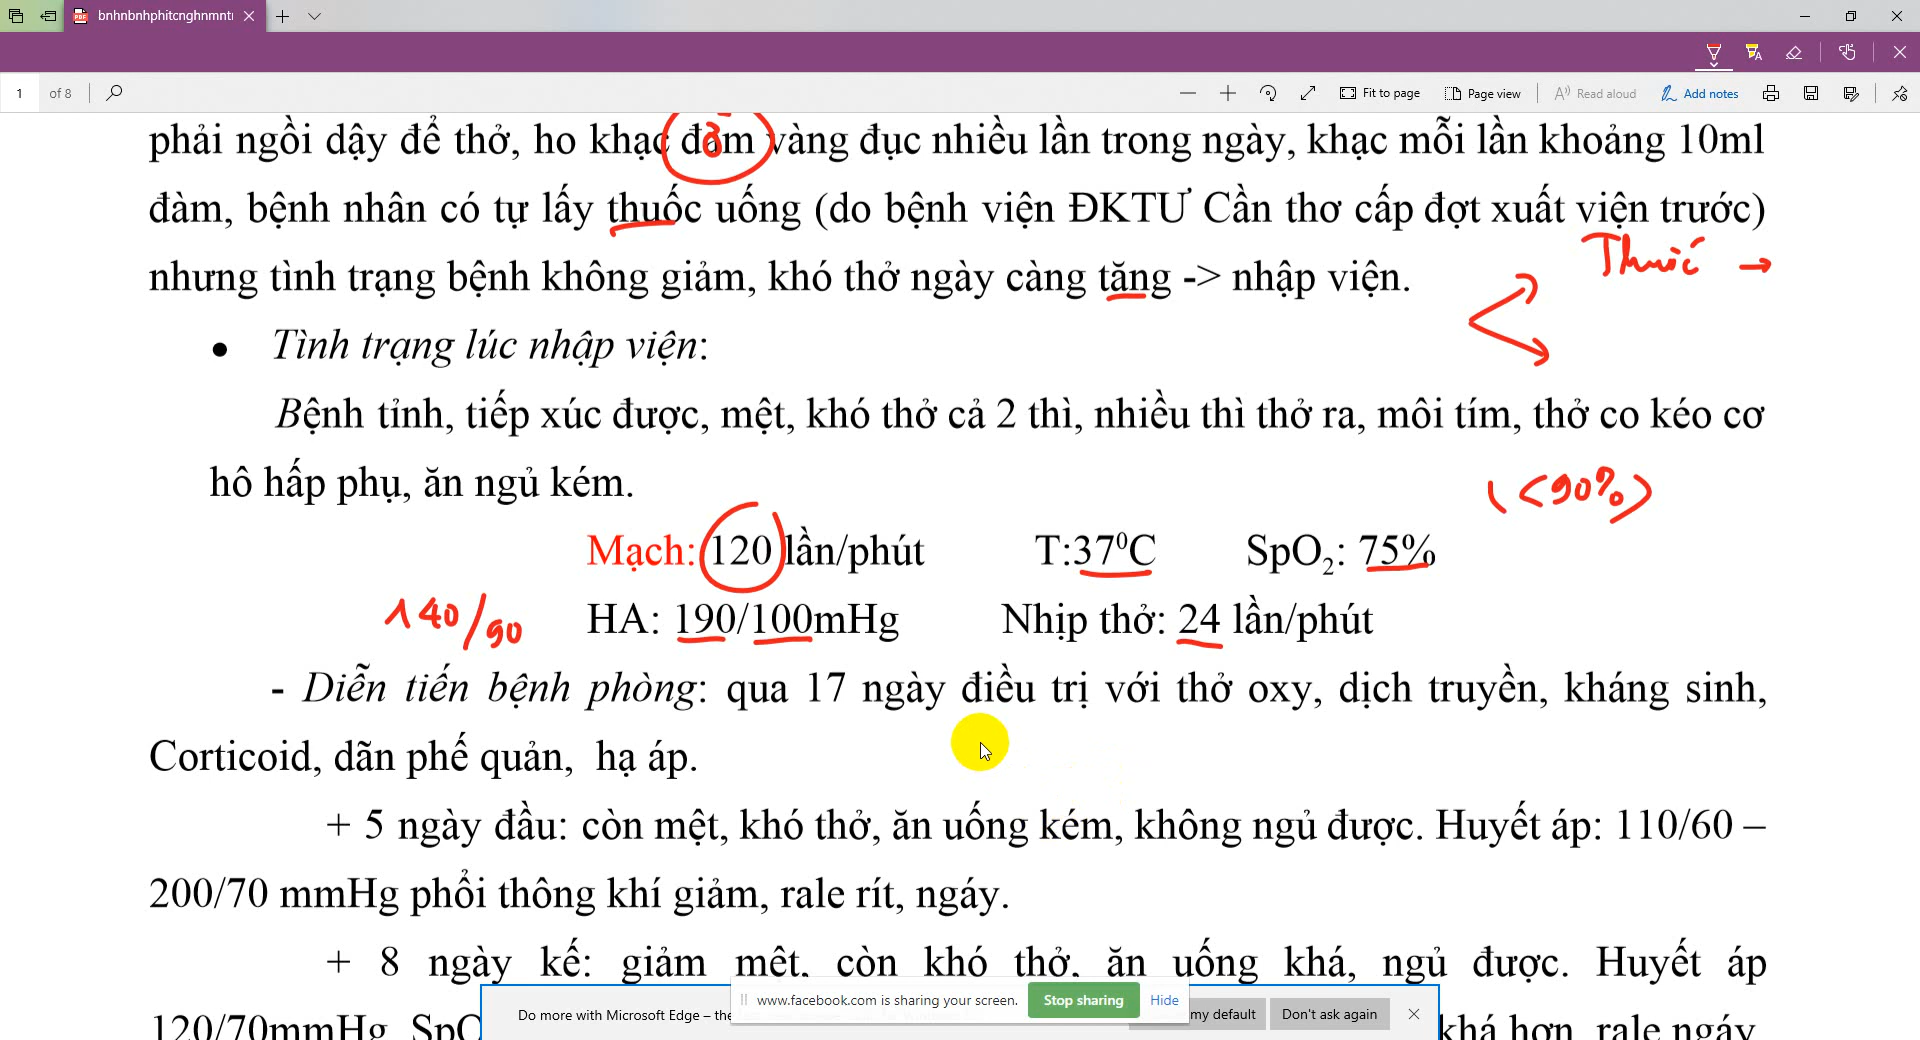 bnhnbnhphitcnghnmnt
1 of 8 Fit to page Page view Read aloud Add notes
phải ngồi dậy để thở, ho khạc đàm vàng đục nhiều lần trong ngày, khạc mỗi lần khoảng 10ml
đàm, bệnh nhân có tự lấy thuốc uống (do bệnh viện ĐKTƯ Cần thơ cấp đợt xuất viện trước)
Thuốc →
nhưng tình trạng bệnh không giảm, khó thở ngày càng tăng -> nhập viện.
● Tình trạng lúc nhập viện:
Bệnh tỉnh, tiếp xúc được, mệt, khó thở cả 2 thì, nhiều thì thở ra, môi tím, thở co kéo cơ
hô hấp phụ, ăn ngủ kém.
(<90%)
Mạch: 120 lần/phút T:37⁰C SpO₂: 75%
140/90 HA: 190/100mmHg Nhịp thở: 24 lần/phút
- Diễn tiến bệnh phòng: qua 17 ngày điều trị với thở oxy, dịch truyền, kháng sinh,
Corticoid, dãn phế quản, hạ áp.
+ 5 ngày đầu: còn mệt, khó thở, ăn uống kém, không ngủ được. Huyết áp: 110/60 –
200/70 mmHg phổi thông khí giảm, rale rít, ngáy.
+ 8 ngày kế: giảm mệt, còn khó thở, ăn uống khá, ngủ được. Huyết áp
120/70mmHg, khá hơn, rale ngáy,
www.facebook.com is sharing your screen. Stop sharing Hide
Do more with Microsoft Edge – the my default Don't ask again